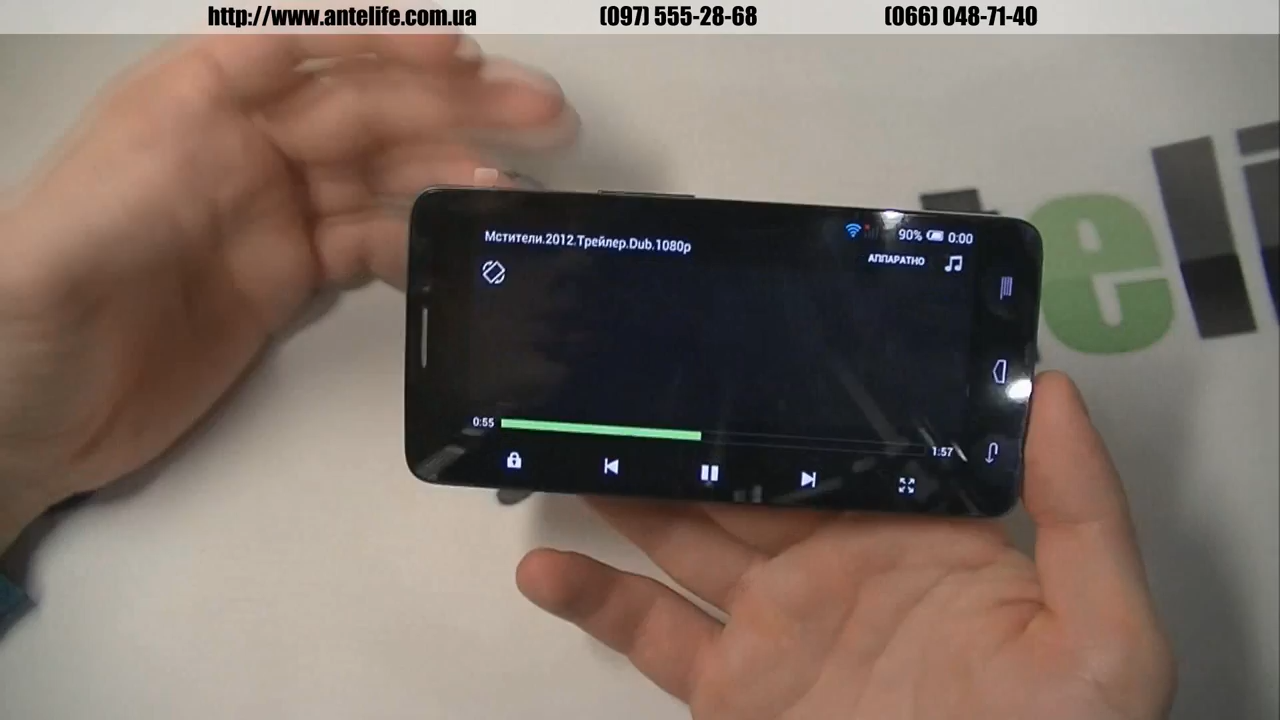 http://www.antelife.com.ua (097) 555-28-68 (066) 048-71-40
Мстители.2012.Трейлер.Dub.1080p
90% 0:00
АППАРАТНО
0:55
1:57
teli